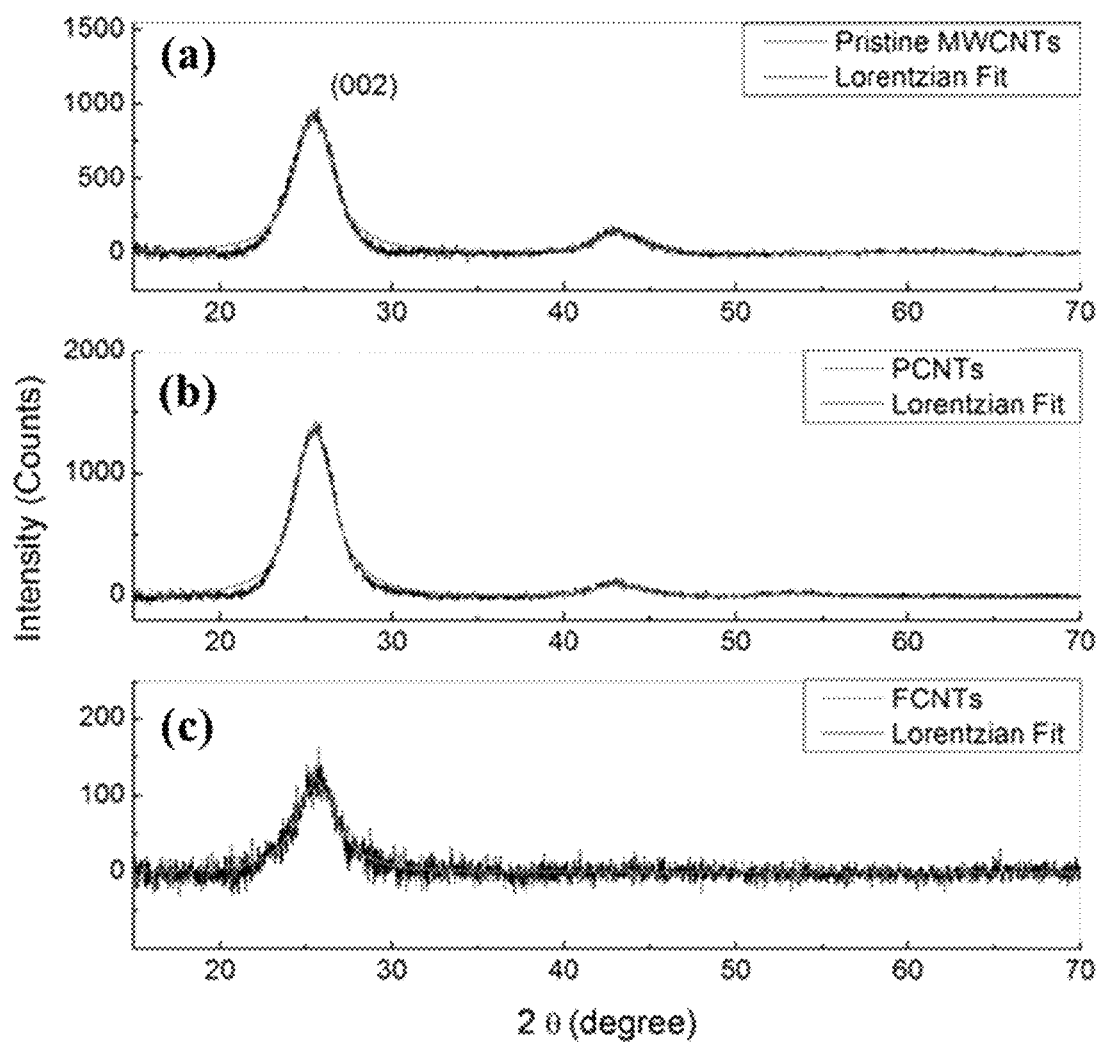 1500
(a)
Pristine MWCNTs
Lorentzian Fit
(002)
1000
500
0
20 30 40 50 60 70
2000
(b)
PCNTs
Lorentzian Fit
1000
0
20 30 40 50 60 70
Intensity (Counts)
(c)
FCNTs
Lorentzian Fit
200
100
0
20 30 40 50 60 70
2 θ (degree)